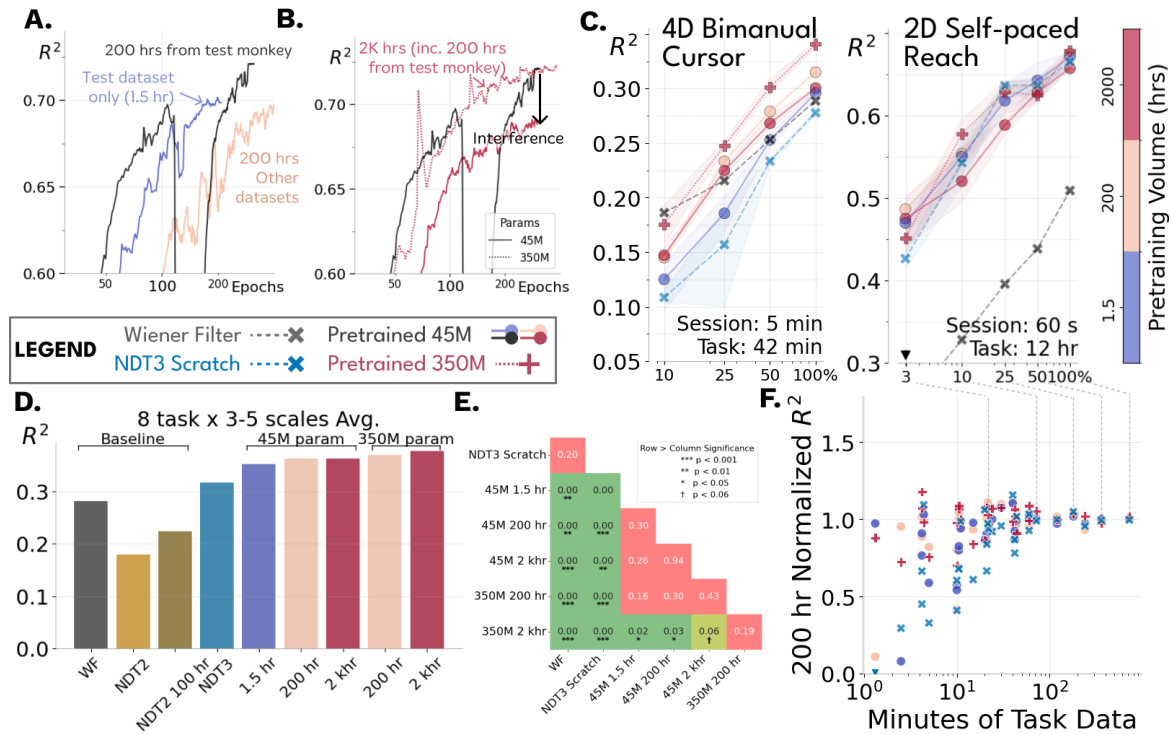 A.
R²
200 hrs from test monkey
Test dataset
only (1.5 hr)
200 hrs
Other
datasets
0.70
0.65
0.60
50
100
200
Epochs
B.
R²
2K hrs (inc. 200 hrs
from test monkey)
Interference
Params
45M
350M
0.70
0.65
0.60
50
100
200
Epochs
C.
R²
4D Bimanual
Cursor
0.30
0.25
0.20
0.15
0.10
0.05
Session: 5 min
Task: 42 min
10
25
50
100%
R²
2D Self-paced
Reach
0.6
0.5
0.4
0.3
Session: 60 s
Task: 12 hr
3
10
25
50
100%
2000
200
1.5
Pretraining Volume (hrs)
LEGEND
Wiener Filter
Pretrained 45M
NDT3 Scratch
Pretrained 350M
D.
8 task x 3-5 scales Avg.
R²
Baseline
45M param
350M param
0.3
0.2
0.1
0.0
WF
NDT2
NDT2 100 hr
NDT3
1.5 hr
200 hr
2 khr
200 hr
2 khr
E.
Row > Column Significance
*** p < 0.001
** p < 0.01
* p < 0.05
† p < 0.06
NDT3 Scratch
0.20
45M 1.5 hr
0.00
**
0.00
45M 200 hr
0.00
**
0.00
***
0.30
45M 2 khr
0.00
***
0.00
**
0.26
0.94
350M 200 hr
0.00
***
0.00
***
0.16
0.30
0.43
350M 2 khr
0.00
***
0.00
***
0.02
*
0.03
*
0.06
†
0.19
WF
NDT3 Scratch
45M 1.5 hr
45M 200 hr
45M 2 khr
350M 200 hr
F.
200 hr Normalized R²
1.5
1.0
0.5
0.0
10⁰
10¹
10²
Minutes of Task Data